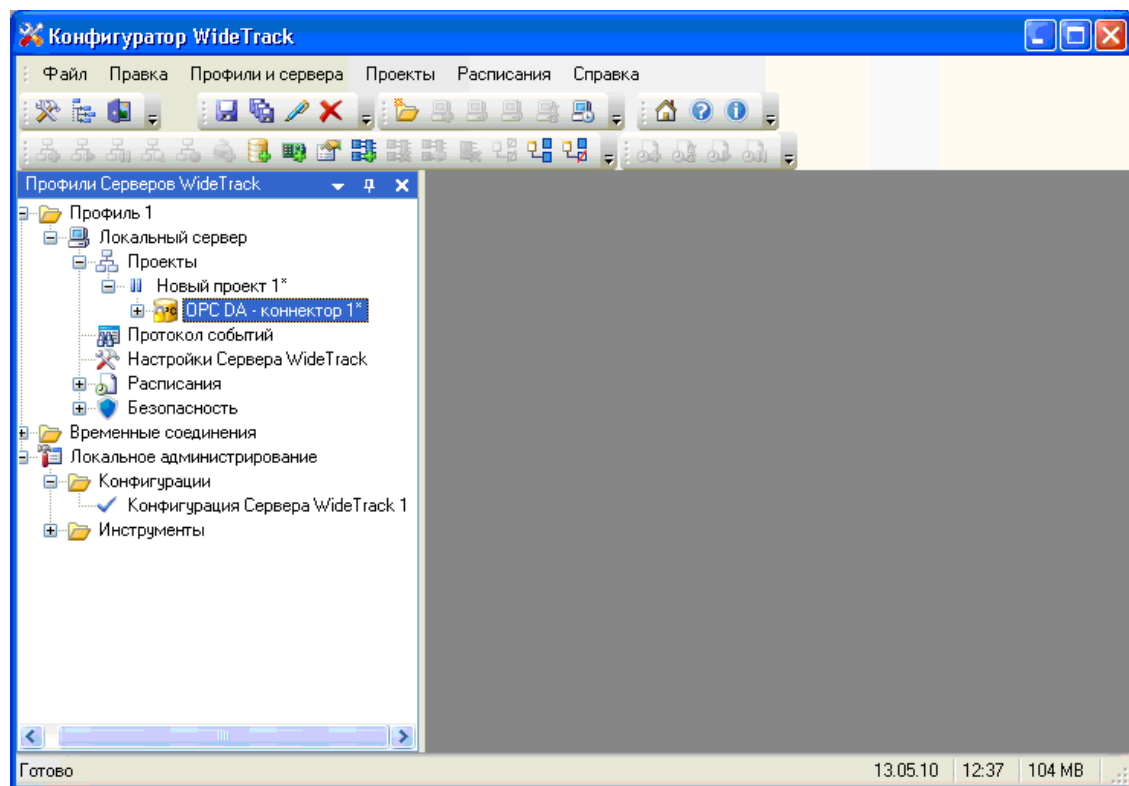 Конфигуратор WideTrack
Файл Правка Профили и сервера Проекты Расписания Справка
Профили Серверов WideTrack
Профиль 1
Локальный сервер
Проекты
Новый проект 1*
OPC DA - коннектор 1*
Протокол событий
Настройки Сервера WideTrack
Расписания
Безопасность
Временные соединения
Локальное администрирование
Конфигурации
Конфигурация Сервера WideTrack 1
Инструменты
Готово 13.05.10 12:37 104 MB